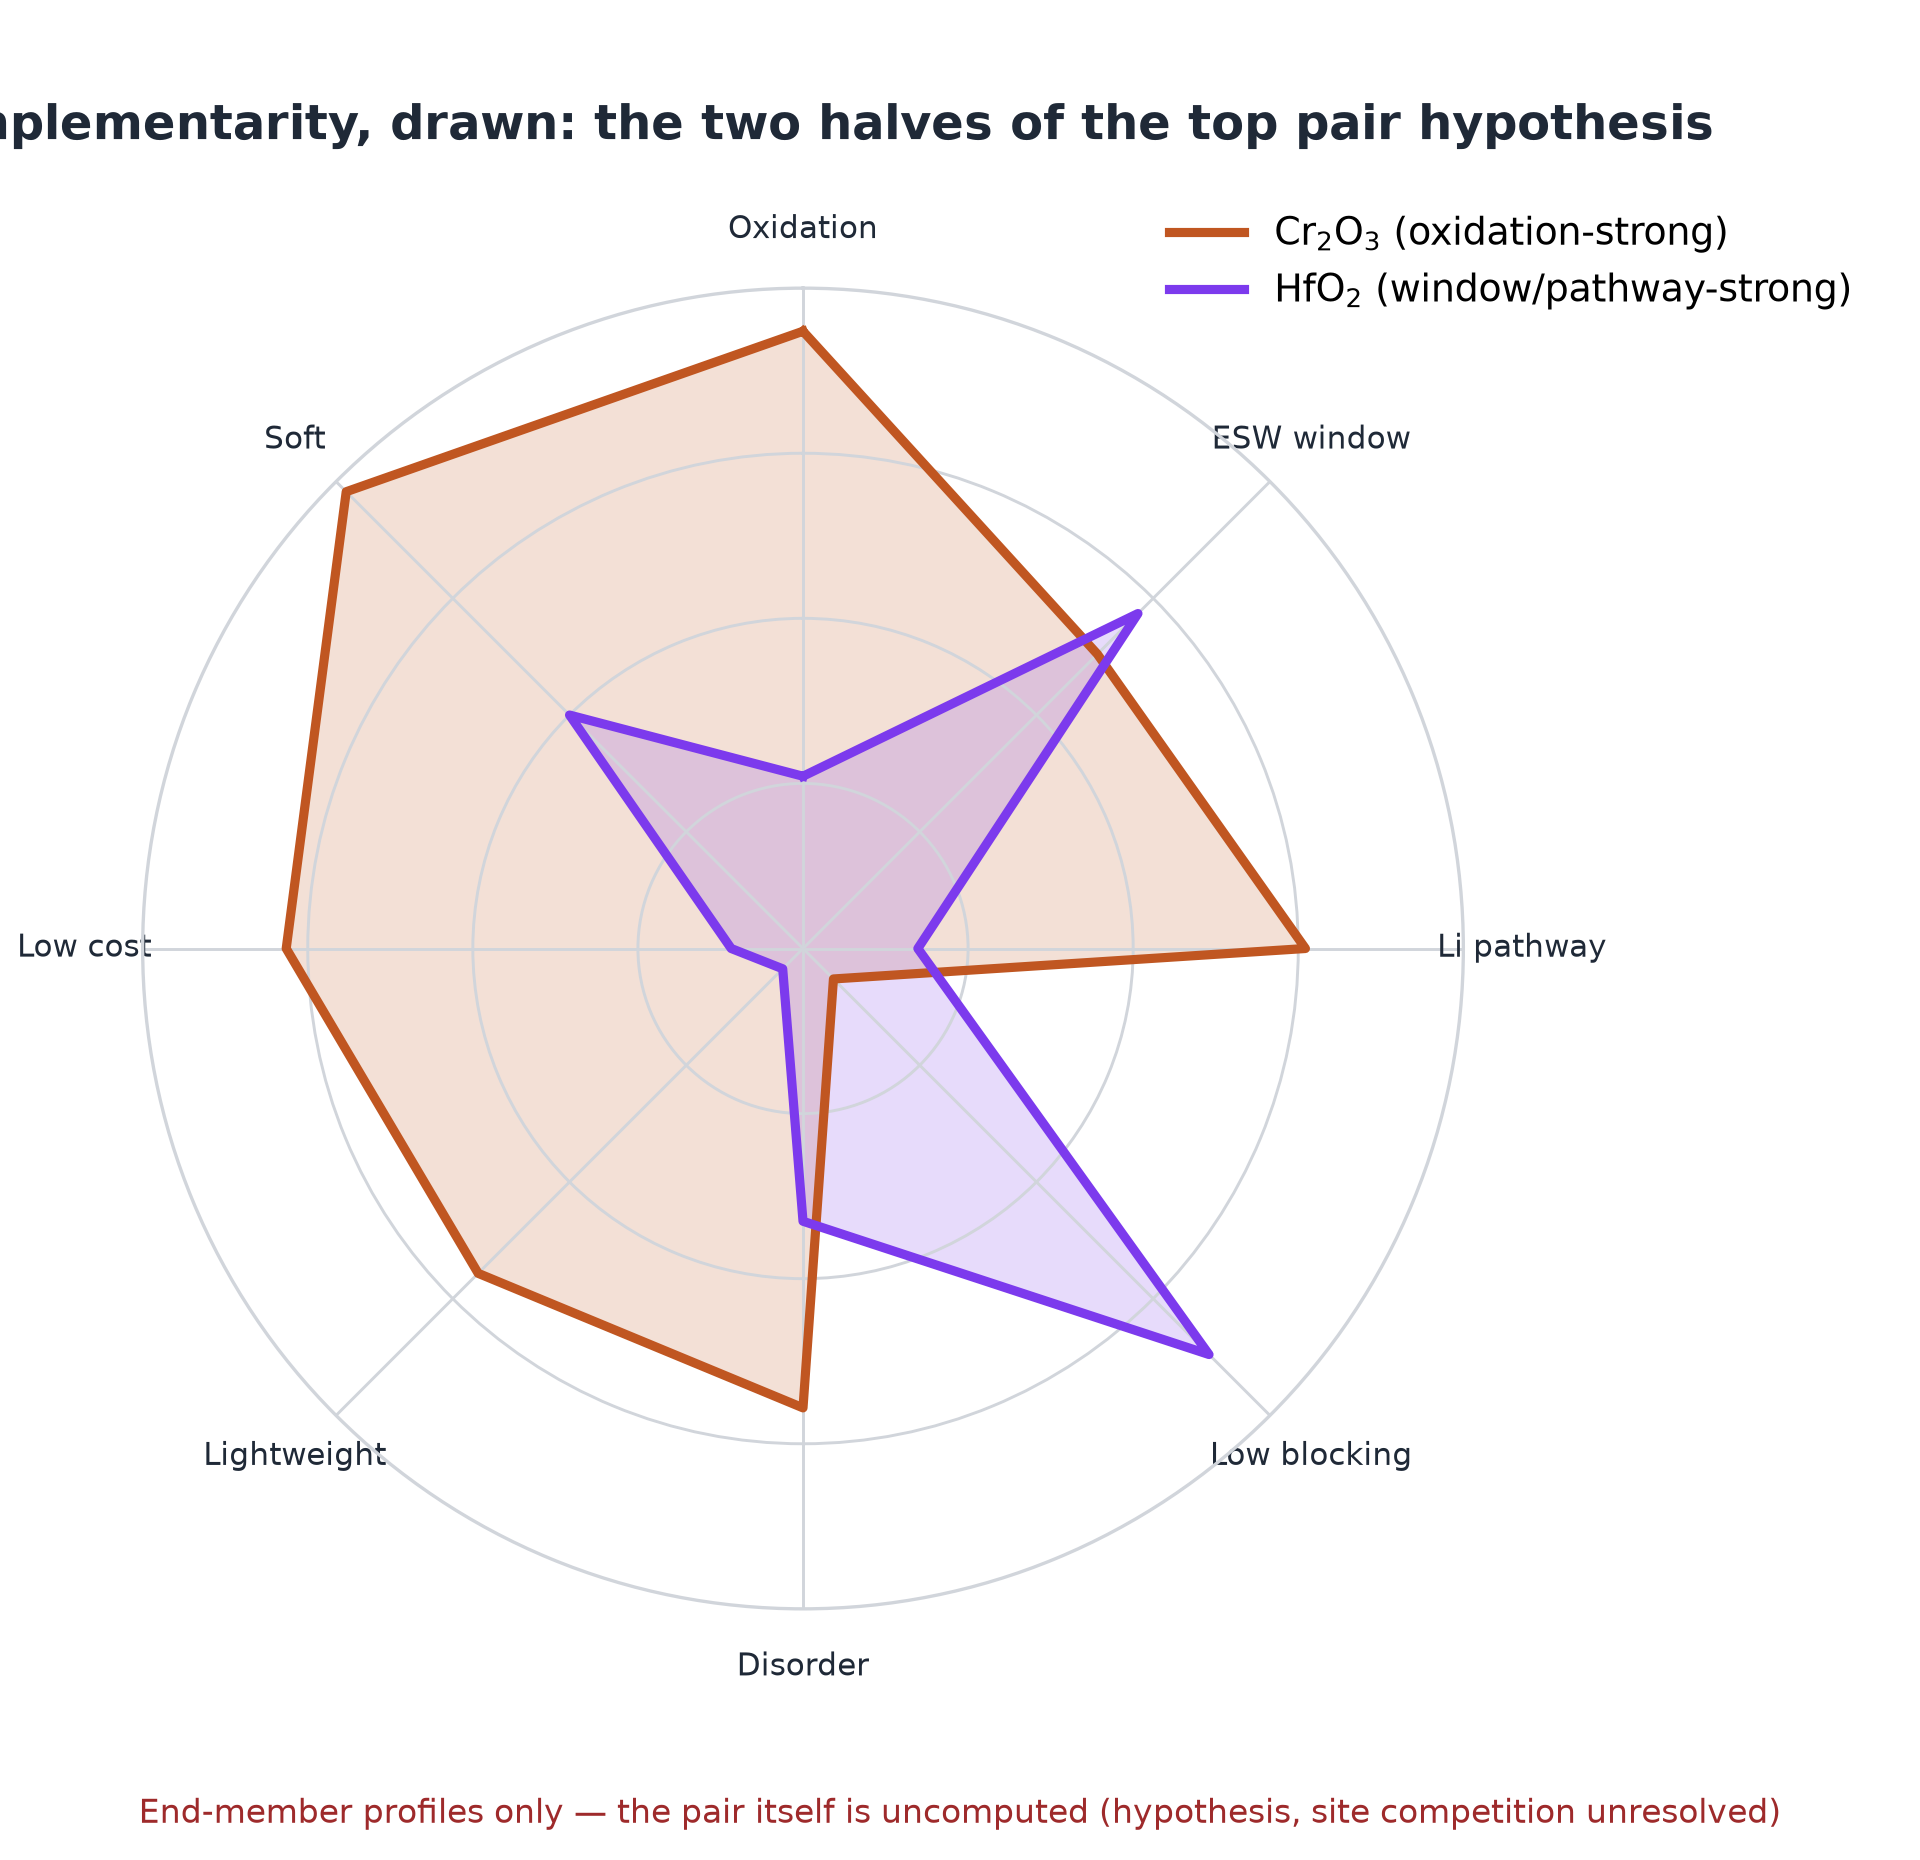 mplementarity, drawn: the two halves of the top pair hypothesis
Cr₂O₃ (oxidation-strong)
HfO₂ (window/pathway-strong)
Oxidation
Soft
ESW window
Low cost
Li pathway
Lightweight
Low blocking
Disorder
End-member profiles only — the pair itself is uncomputed (hypothesis, site competition unresolved)